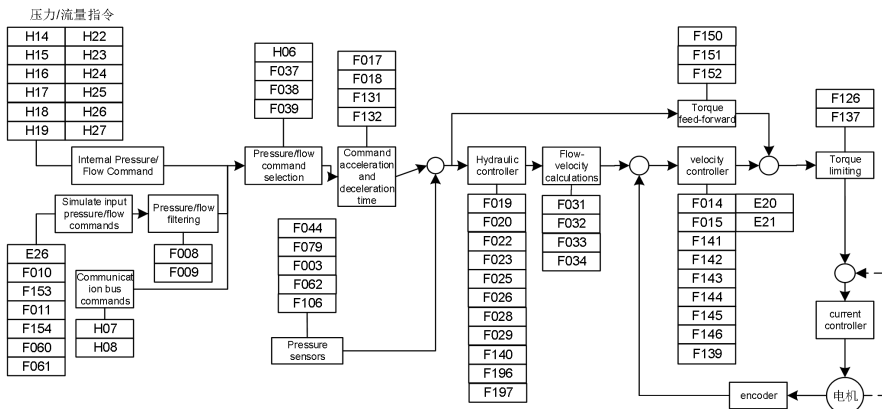 压力/流量指令
H14 H22
H15 H23
H16 H24
H17 H25
H18 H26
H19 H27
Internal Pressure/
Flow Command
Simulate input
pressure/flow
commands
Pressure/flow
filtering
F008
F009
E26
F010
F153
F011
F154
F060
F061
Communicat
ion bus
commands
H07
H08
H06
F037
F038
F039
Pressure/flow
command
selection
F017
F018
F131
F132
Command
acceleration
and
deceleration
time
F044
F079
F003
F062
F106
Pressure
sensors
Hydraulic
controller
F019
F020
F022
F023
F025
F026
F028
F029
F140
F196
F197
Flow-
velocity
calculations
F031
F032
F033
F034
F150
F151
F152
Torque
feed-forward
velocity
controller
F014 E20
F015 E21
F141
F142
F143
F144
F145
F146
F139
F126
F137
Torque
limiting
current
controller
encoder
电机